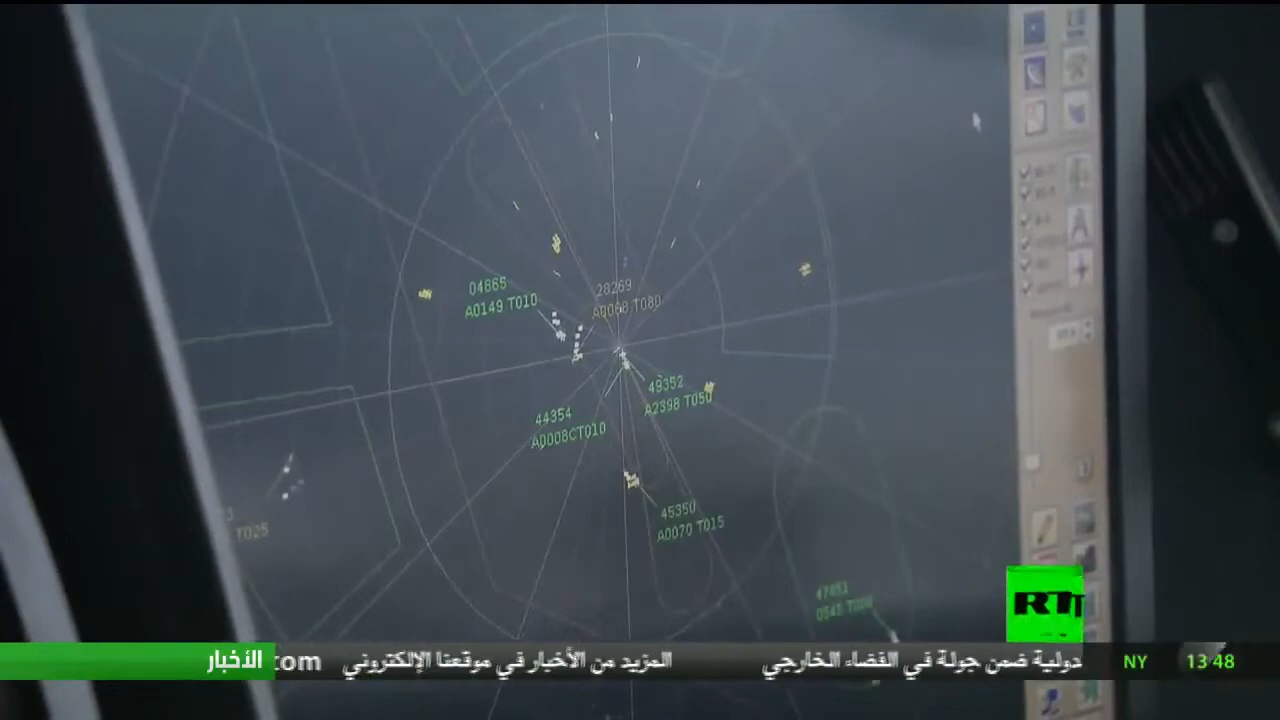 04865
A0149 T010
28269
A0068 T080
49352
A2398 T050
44354
A0008CT010
45350
A0070 T015
T025
47851
RT
13:48
NY
دولية ضمن جولة في الفضاء الخارجي
المزيد من الأخبار في موقعنا الإلكتروني
com
الأخبار